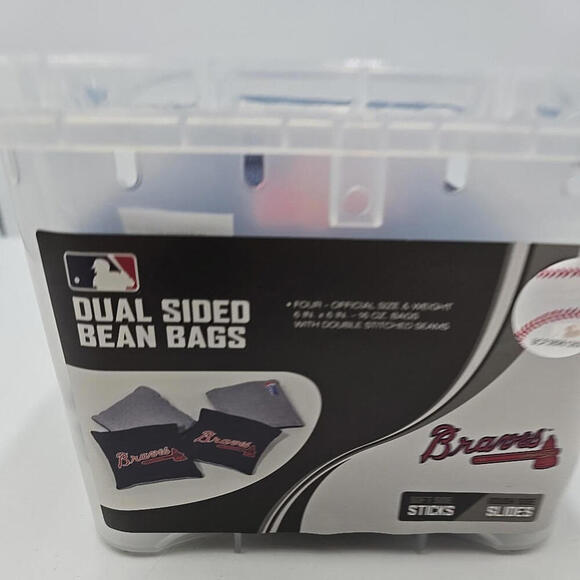 DUAL SIDED
BEAN BAGS
• FOUR - OFFICIAL SIZE & WEIGHT
6 IN. x 6 IN. - 16 OZ. BAGS
WITH DOUBLE STITCHED SEAMS
Braves
Braves
Braves
STICKS
SLIDES